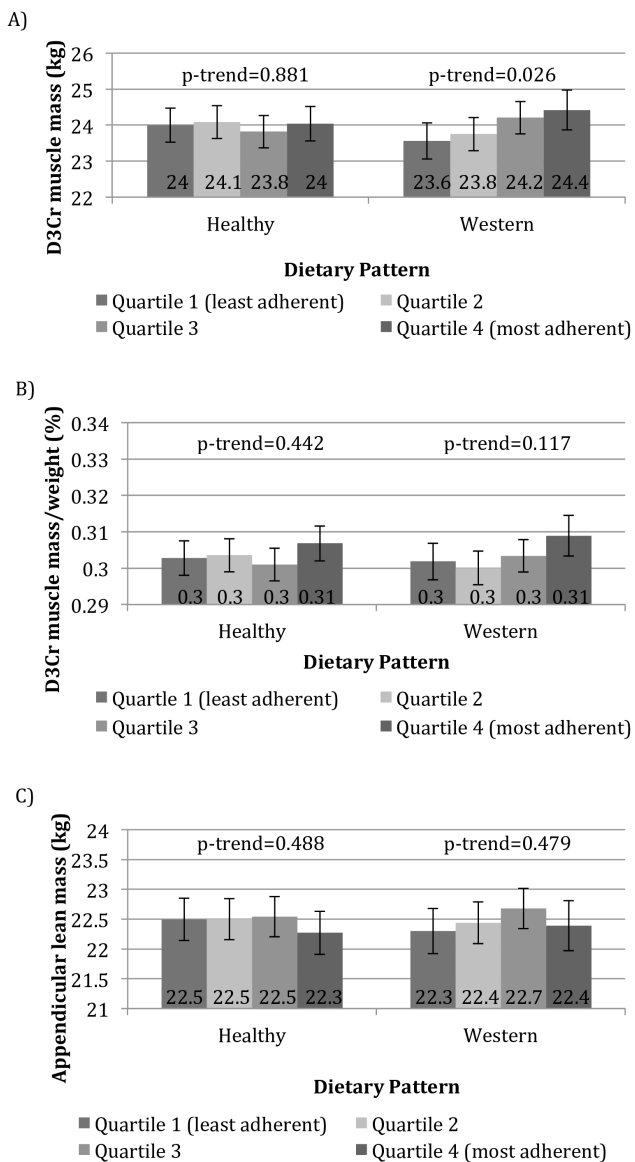 A)
D3Cr muscle mass (kg)
26
25
24
23
22
p-trend=0.881
p-trend=0.026
24
24.1
23.8
24
23.6
23.8
24.2
24.4
Healthy
Western
Dietary Pattern
Quartile 1 (least adherent)
Quartile 2
Quartile 3
Quartile 4 (most adherent)
B)
D3Cr muscle mass/weight (%)
0.34
0.33
0.32
0.31
0.3
0.29
p-trend=0.442
p-trend=0.117
0.3
0.3
0.3
0.31
0.3
0.3
0.3
0.31
Healthy
Western
Dietary Pattern
Quartle 1 (least adherent)
Quartile 2
Quartile 3
Quartile 4 (most adherent)
C)
Appendicular lean mass (kg)
24
23.5
23
22.5
22
21.5
21
p-trend=0.488
p-trend=0.479
22.5
22.5
22.5
22.3
22.3
22.4
22.7
22.4
Healthy
Western
Dietary Pattern
Quartile 1 (least adherent)
Quartile 2
Quartile 3
Quartile 4 (most adherent)